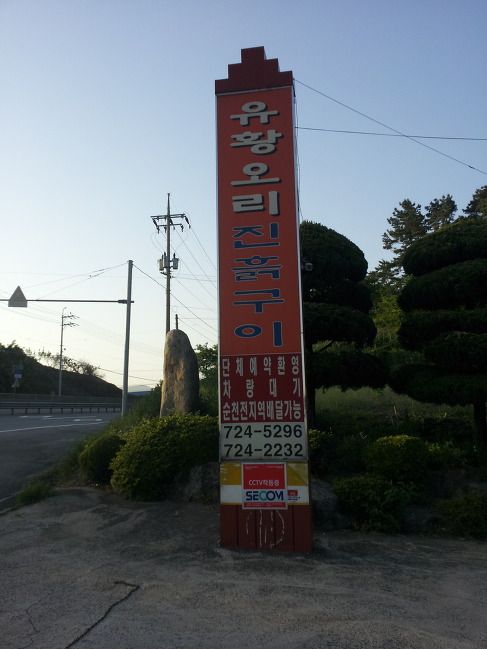 유황오리진흙구이
단체예약환영
차량대기
순천전지역배달가능
724-5296
724-2232
CCTV작동중
SECOM